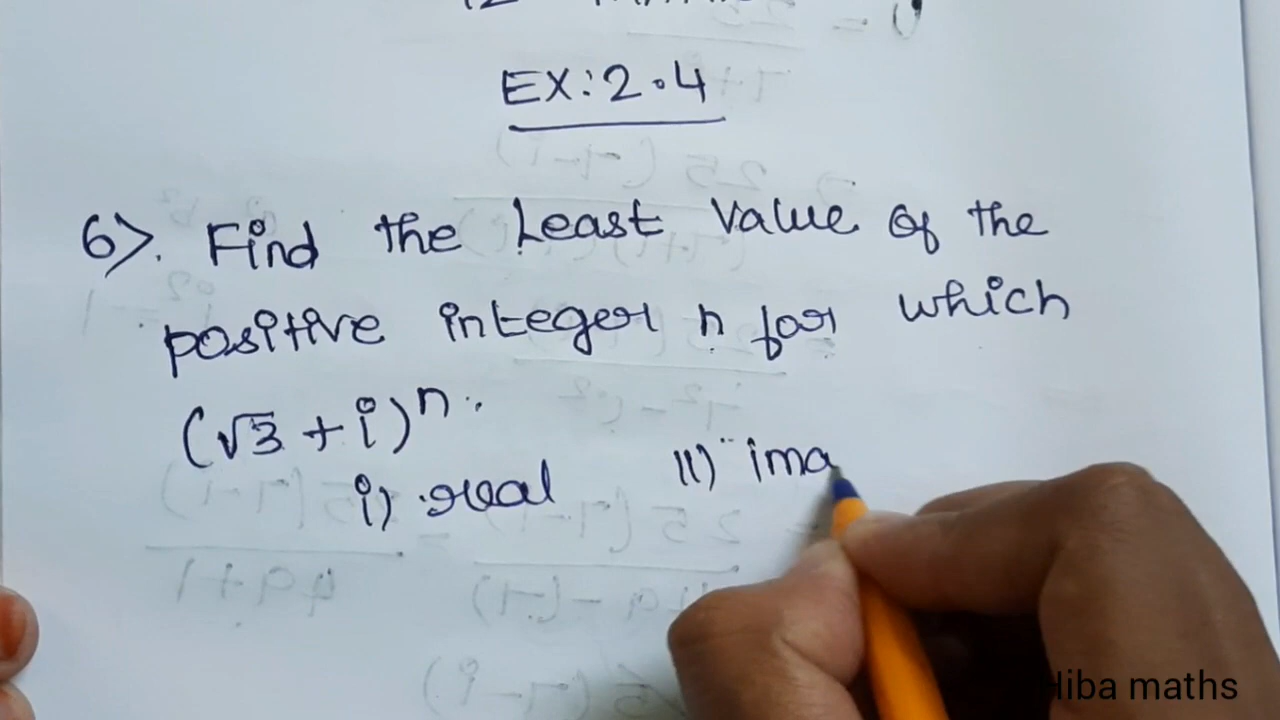 EX: 2.4
6). Find the Least Value of the
positive integer n for which
(√3 + i)ⁿ.
i) real ii) ima
Hiba maths